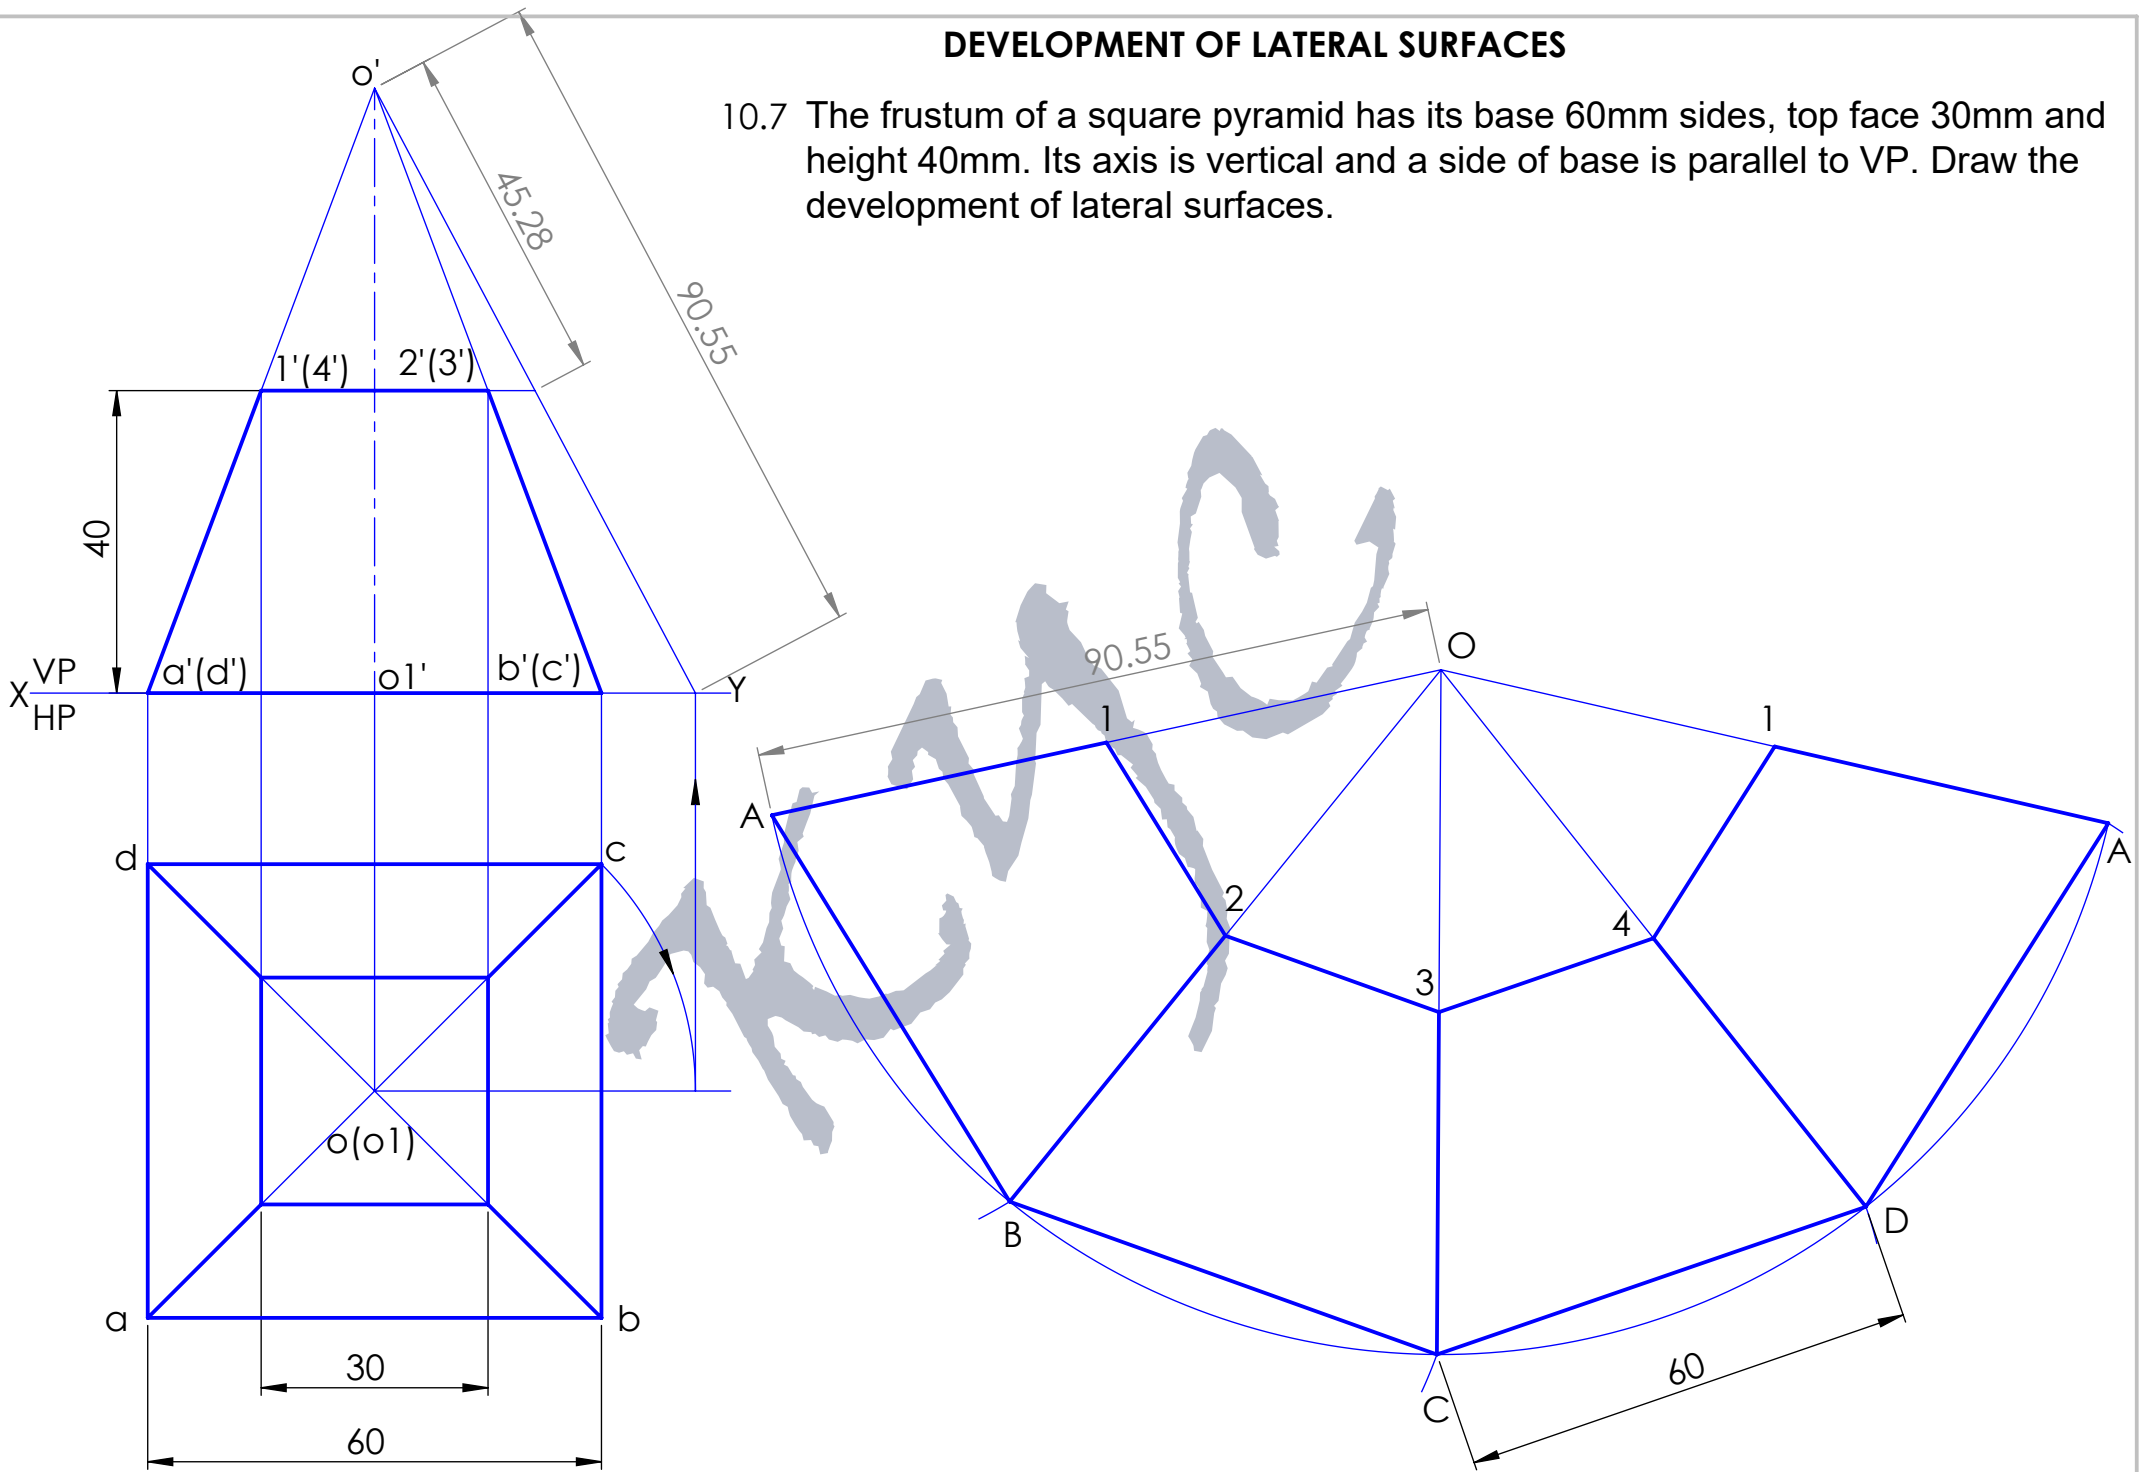 DEVELOPMENT OF LATERAL SURFACES
10.7 The frustum of a square pyramid has its base 60mm sides, top face 30mm and
height 40mm. Its axis is vertical and a side of base is parallel to VP. Draw the
development of lateral surfaces.
o'
45.28
90.55
1'(4') 2'(3')
40
X VP a'(d') o1' b'(c') Y
HP
90.55
O
1 1
A A
d c
2 4
3
o(o1)
B D
a b
30
60
C
60